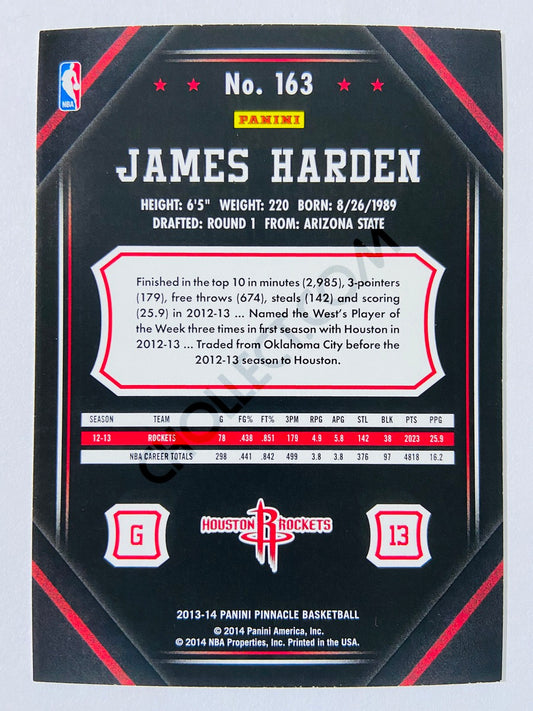 No. 163
NBA
PANINI
JAMES HARDEN
HEIGHT: 6'5" WEIGHT: 220 BORN: 8/26/1989
DRAFTED: ROUND 1 FROM: ARIZONA STATE
Finished in the top 10 in minutes (2,985), 3-pointers
(179), free throws (674), steals (142) and scoring
(25.9) in 2012-13 ... Named the West's Player of
the Week three times in first season with Houston in
2012-13 ... Traded from Oklahoma City before the
2012-13 season to Houston.
SEASON TEAM G FG% FT% 3PM RPG APG STL BLK PTS PPG
12-13 ROCKETS 78 .438 .851 179 4.9 5.8 142 38 2023 25.9
NBA CAREER TOTALS 298 .441 .842 499 3.8 3.8 376 97 4818 16.2
G
HOUSTON ROCKETS
13
2013-14 PANINI PINNACLE BASKETBALL
© 2014 Panini America, Inc.
© 2014 NBA Properties, Inc. Printed in the USA.
CHOLLECT.COM